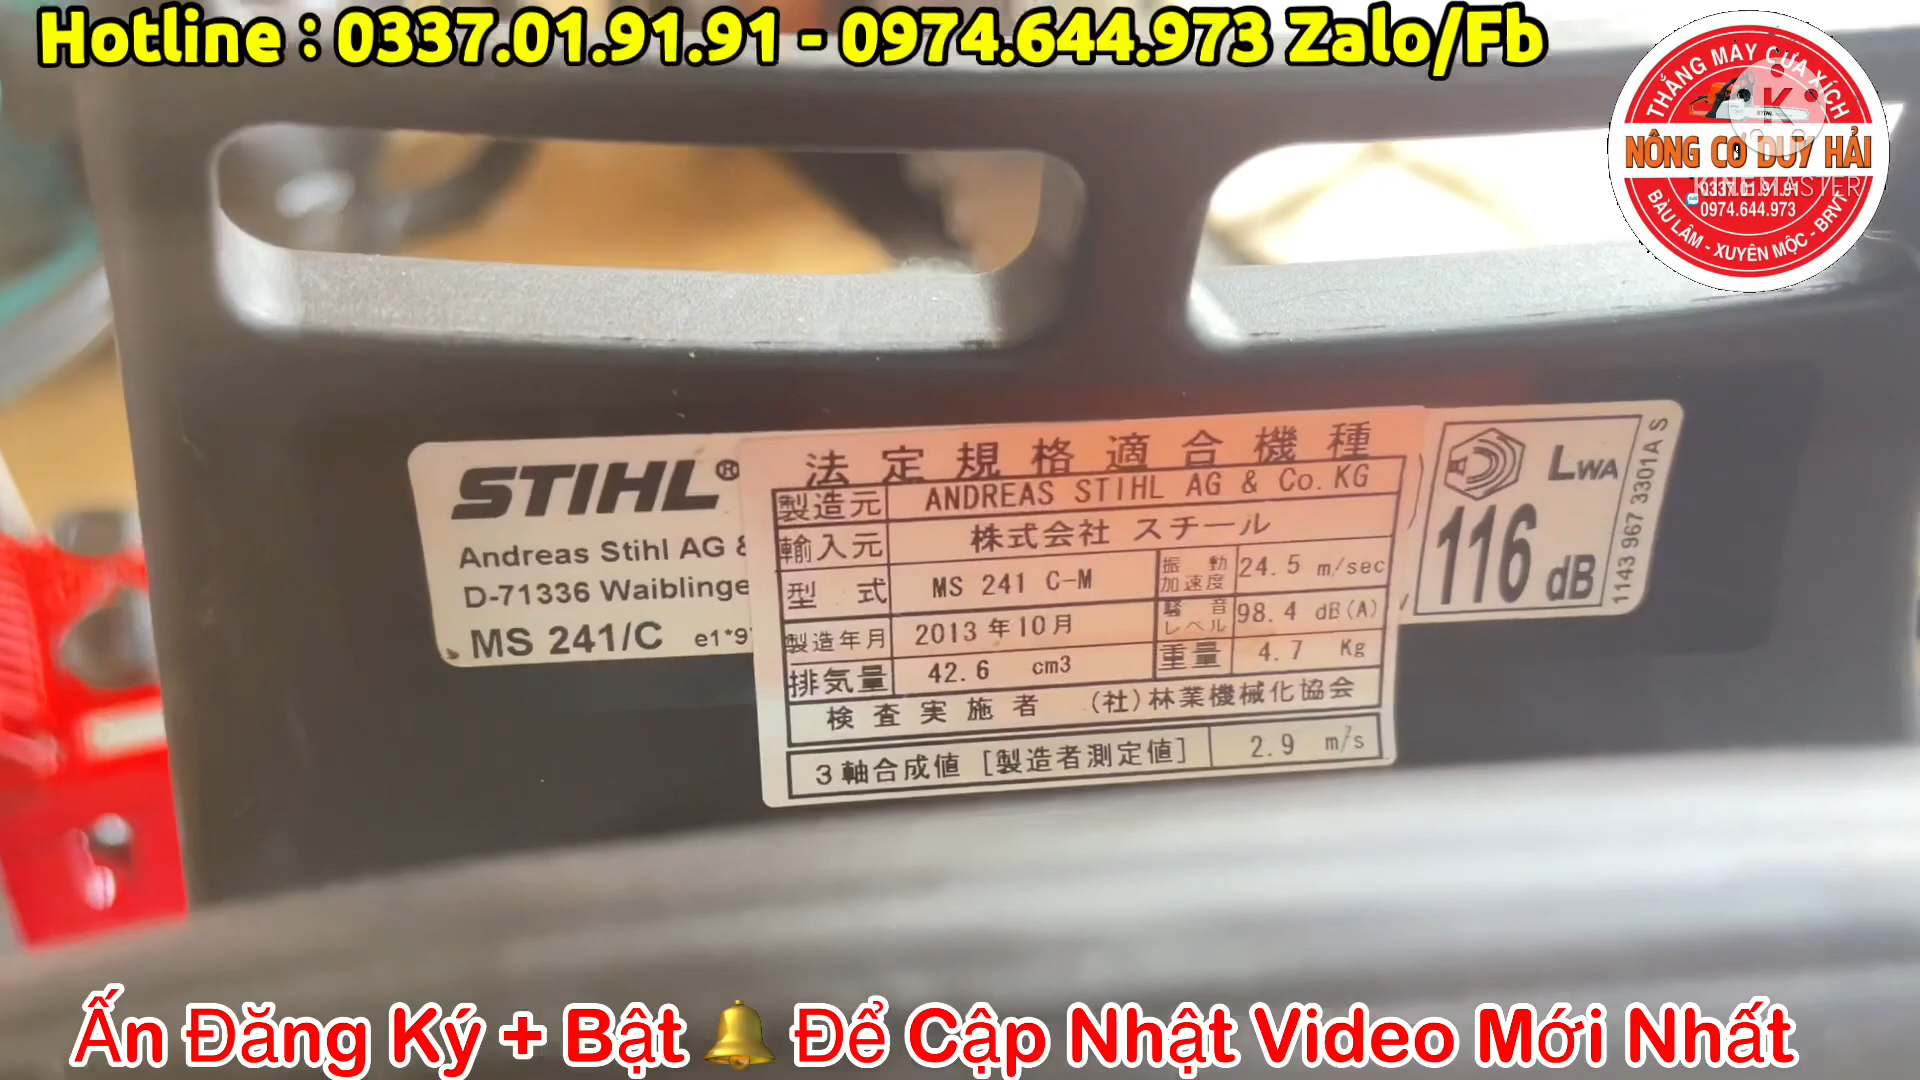 Hotline : 0337.01.91.91 - 0974.644.973 Zalo/Fb
THẮNG MÁY CƯA XÍCH
STIHL
K
NÔNG CƠ DUY HẢI
KINEMASTER
0337.01.91.91
0974.644.973
BÀU LÂM - XUYÊN MỘC - BRVT
STIHL®
Andreas Stihl AG &
D-71336 Waiblinge
MS 241/C e1*97
法定規格適合機種
製造元 ANDREAS STIHL AG & Co. KG
輸入元 株式会社 スチール
型 式 MS 241 C-M 振動加速度 24.5 m/sec
製造年月 2013年10月 騒音レベル 98.4 dB(A)
排気量 42.6 cm3 重量 4.7 Kg
検査実施者 (社)林業機械化協会
3軸合成値 [製造者測定値] 2.9 m/s²
LWA
116 dB
1143 967 3301A S
Ấn Đăng Ký + Bật 🔔 Để Cập Nhật Video Mới Nhất